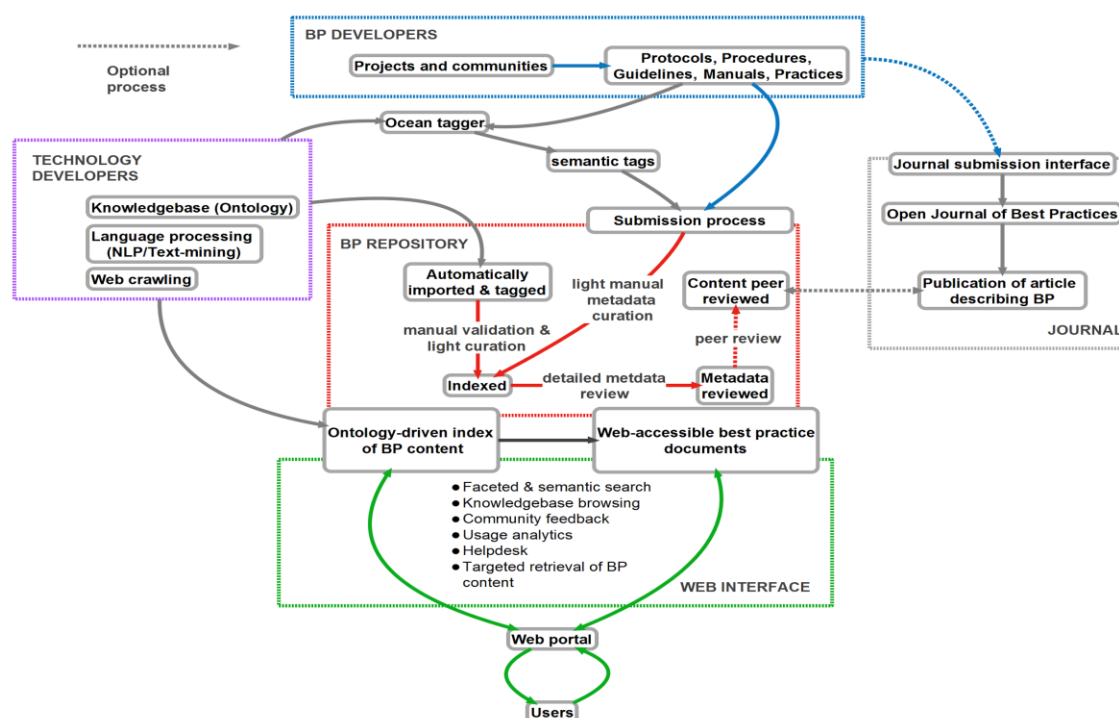 BP DEVELOPERS
Optional
process
Projects and communities
Protocols, Procedures,
Guidelines, Manuals, Practices
Ocean tagger
semantic tags
TECHNOLOGY
DEVELOPERS
Knowledgebase (Ontology)
Language processing
(NLP/Text-mining)
Web crawling
Journal submission interface
Open Journal of Best Practices
Publication of article
describing BP
JOURNAL
Submission process
BP REPOSITORY
Automatically
imported & tagged
light manual
metadata
curation
Content peer
reviewed
manual validation &
light curation
peer review
Indexed
detailed metdata
review
Metadata
reviewed
Ontology-driven index
of BP content
Web-accessible best practice
documents
● Faceted & semantic search
● Knowledgebase browsing
● Community feedback
● Usage analytics
● Helpdesk
● Targeted retrieval of BP
content
WEB INTERFACE
Web portal
Users